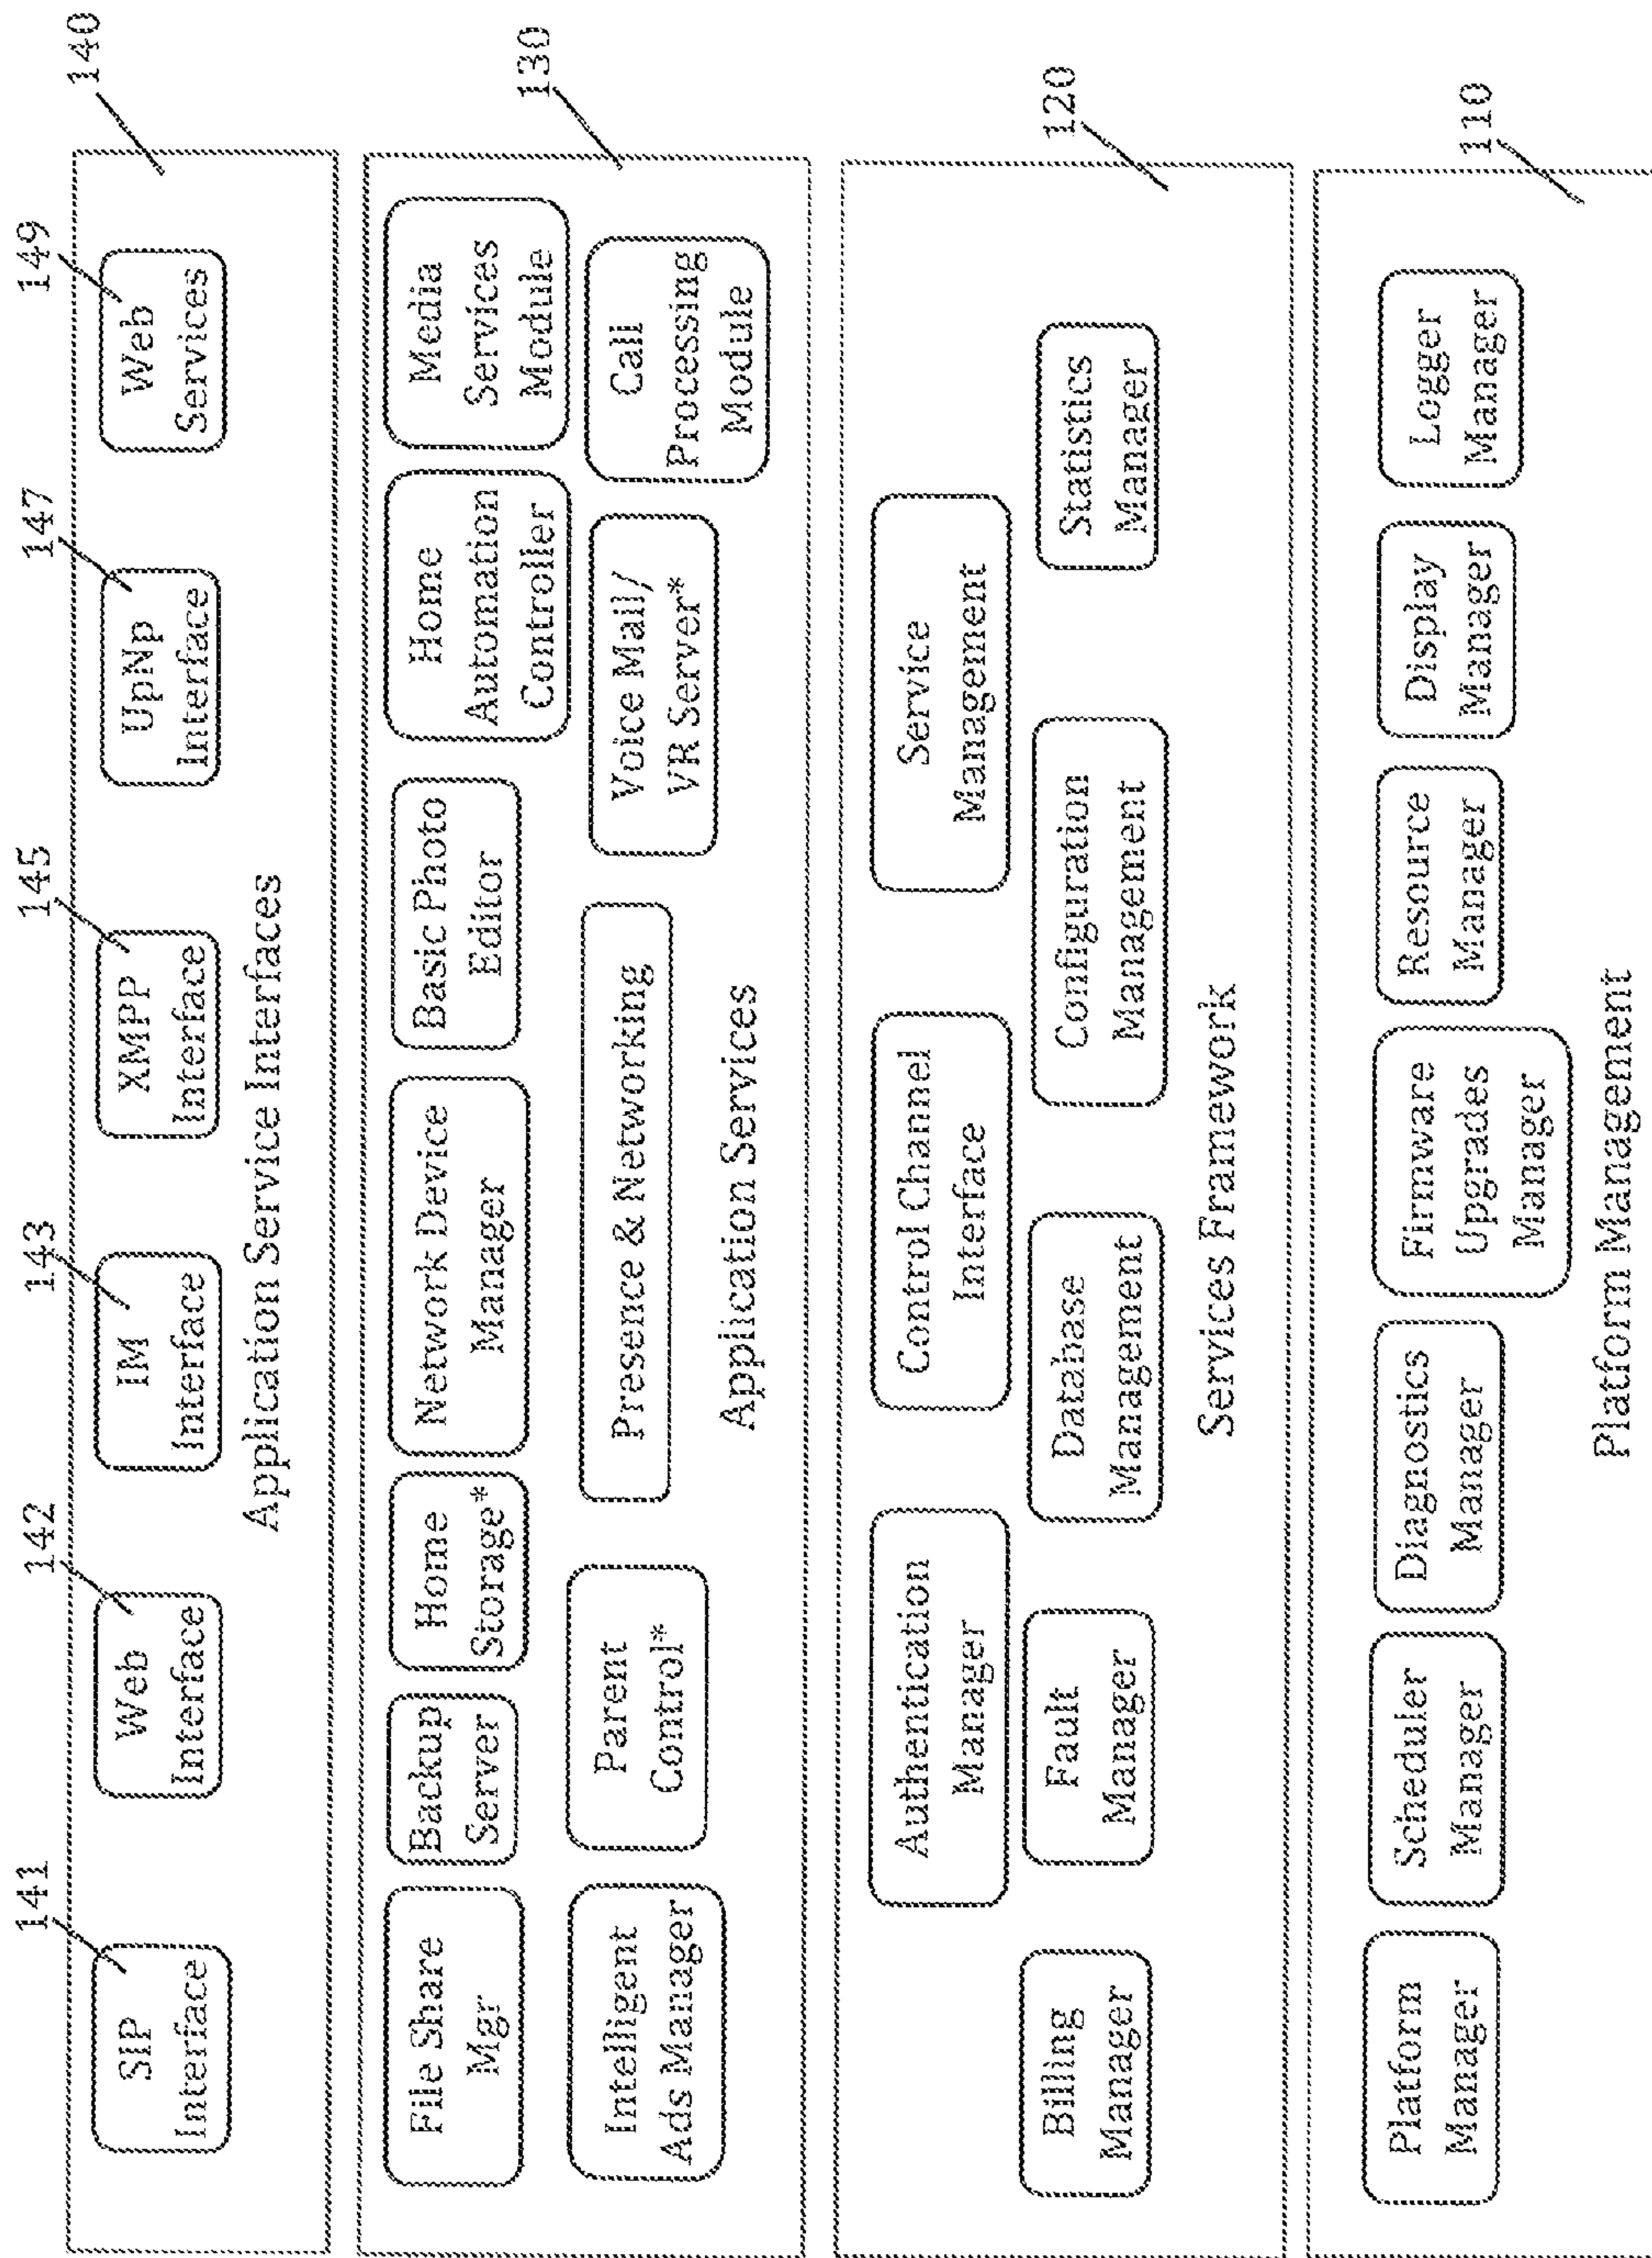 140
141
142
143
145
147
149
SIP
Interface
Web
Interface
IM
Interface
XMPP
Interface
UpNp
Interface
Web
Services
Application Service Interfaces
130
File Share
Mgr
Backup
Server
Home
Storage*
Network Device
Manager
Basic Photo
Editor
Home
Automation
Controller
Media
Services
Module
Intelligent
Ads Manager
Parent
Control*
Presence & Networking
Voice Mail/
VR Server*
Call
Processing
Module
Application Services
120
Authentication
Manager
Control Channel
Interface
Service
Management
Billing
Manager
Fault
Manager
Database
Management
Configuration
Management
Statistics
Manager
Services Framework
110
Platform
Manager
Scheduler
Manager
Diagnostics
Manager
Firmware
Upgrades
Manager
Resource
Manager
Display
Manager
Logger
Manager
Platform Management